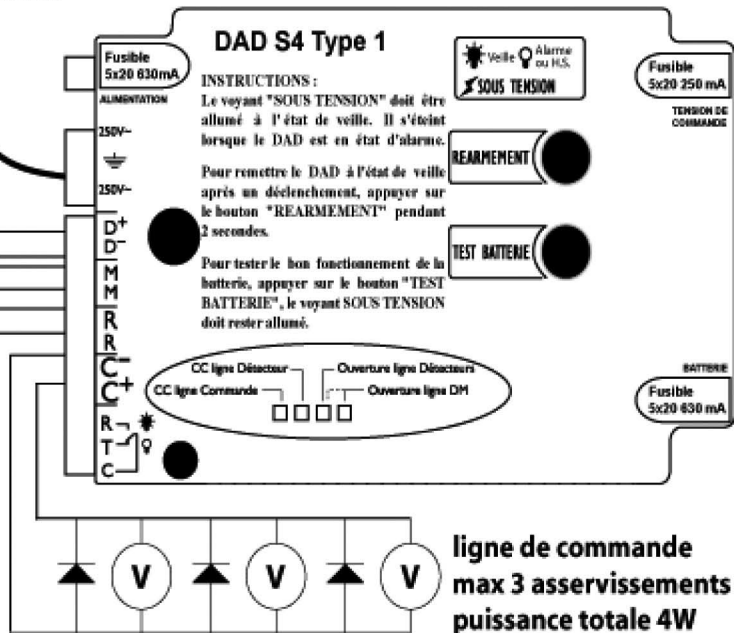 DAD S4 Type 1
Fusible
5x20 630mA
ALIMENTATION
250V~
250V~
D+
D-
M
M
R
R
C-
C+
R
T
C
INSTRUCTIONS :
Le voyant "SOUS TENSION" doit être
allumé à l'état de veille. Il s'éteint
lorsque le DAD est en état d'alarme.
Pour remettre le DAD à l'état de veille
après un déclenchement, appuyer sur
le bouton "REARMEMENT" pendant
2 secondes.
Pour tester le bon fonctionnement de la
batterie, appuyer sur le bouton "TEST
BATTERIE", le voyant SOUS TENSION
doit rester allumé.
Veille
Alarme
ou H.S.
SOUS TENSION
REARMEMENT
TEST BATTERIE
Fusible
5x20 250 mA
TENSION DE
COMMANDE
CC ligne Détecteur
Ouverture ligne Détecteurs
CC ligne Commande
Ouverture ligne DM
BATTERIE
Fusible
5x20 630 mA
V
V
V
ligne de commande
max 3 asservissements
puissance totale 4W